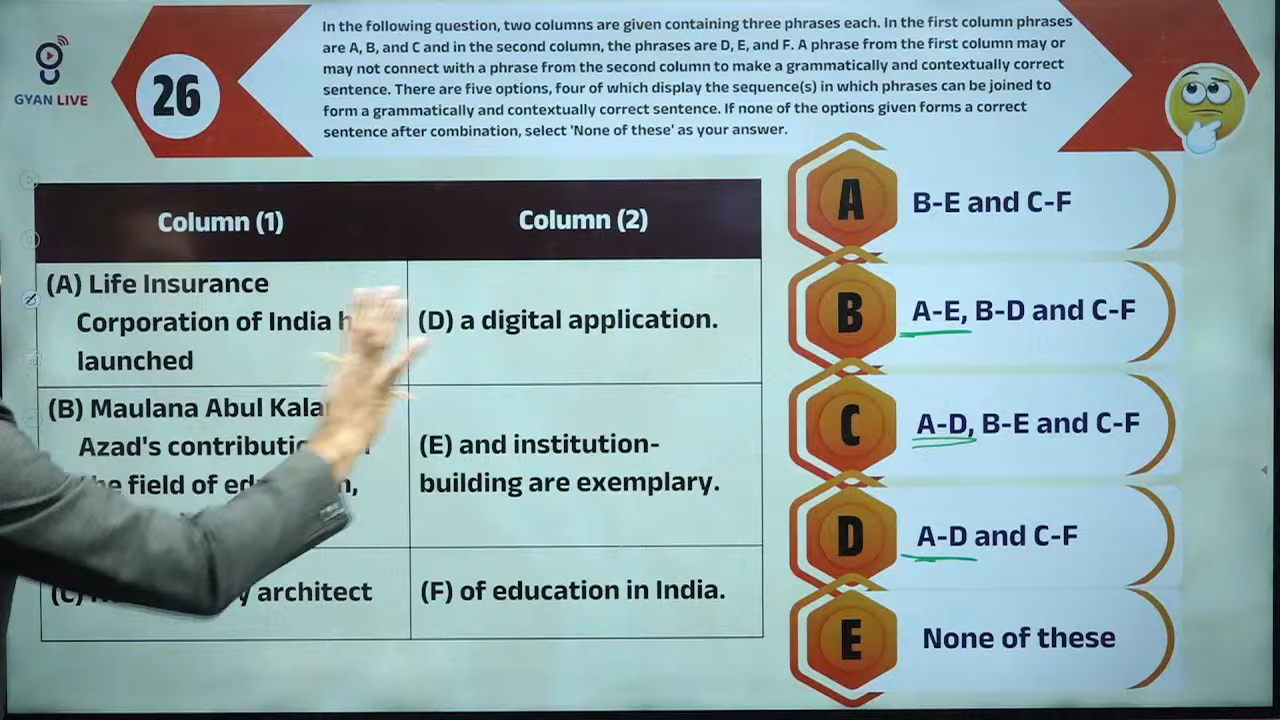 In the following question, two columns are given containing three phrases each. In the first column phrases
are A, B, and C and in the second column, the phrases are D, E, and F. A phrase from the first column may or
may not connect with a phrase from the second column to make a grammatically and contextually correct
sentence. There are five options, four of which display the sequence(s) in which phrases can be joined to
form a grammatically and contextually correct sentence. If none of the options given forms a correct
sentence after combination, select 'None of these' as your answer.
26
GYAN LIVE
Column (1)
Column (2)
(A) Life Insurance
Corporation of India
launched
(D) a digital application.
(B) Maulana Abul
Azad's
field of
(E) and institution-
building are exemplary.
architect
(F) of education in India.
A
B-E and C-F
B
A-E, B-D and C-F
C
A-D, B-E and C-F
D
A-D and C-F
E
None of these